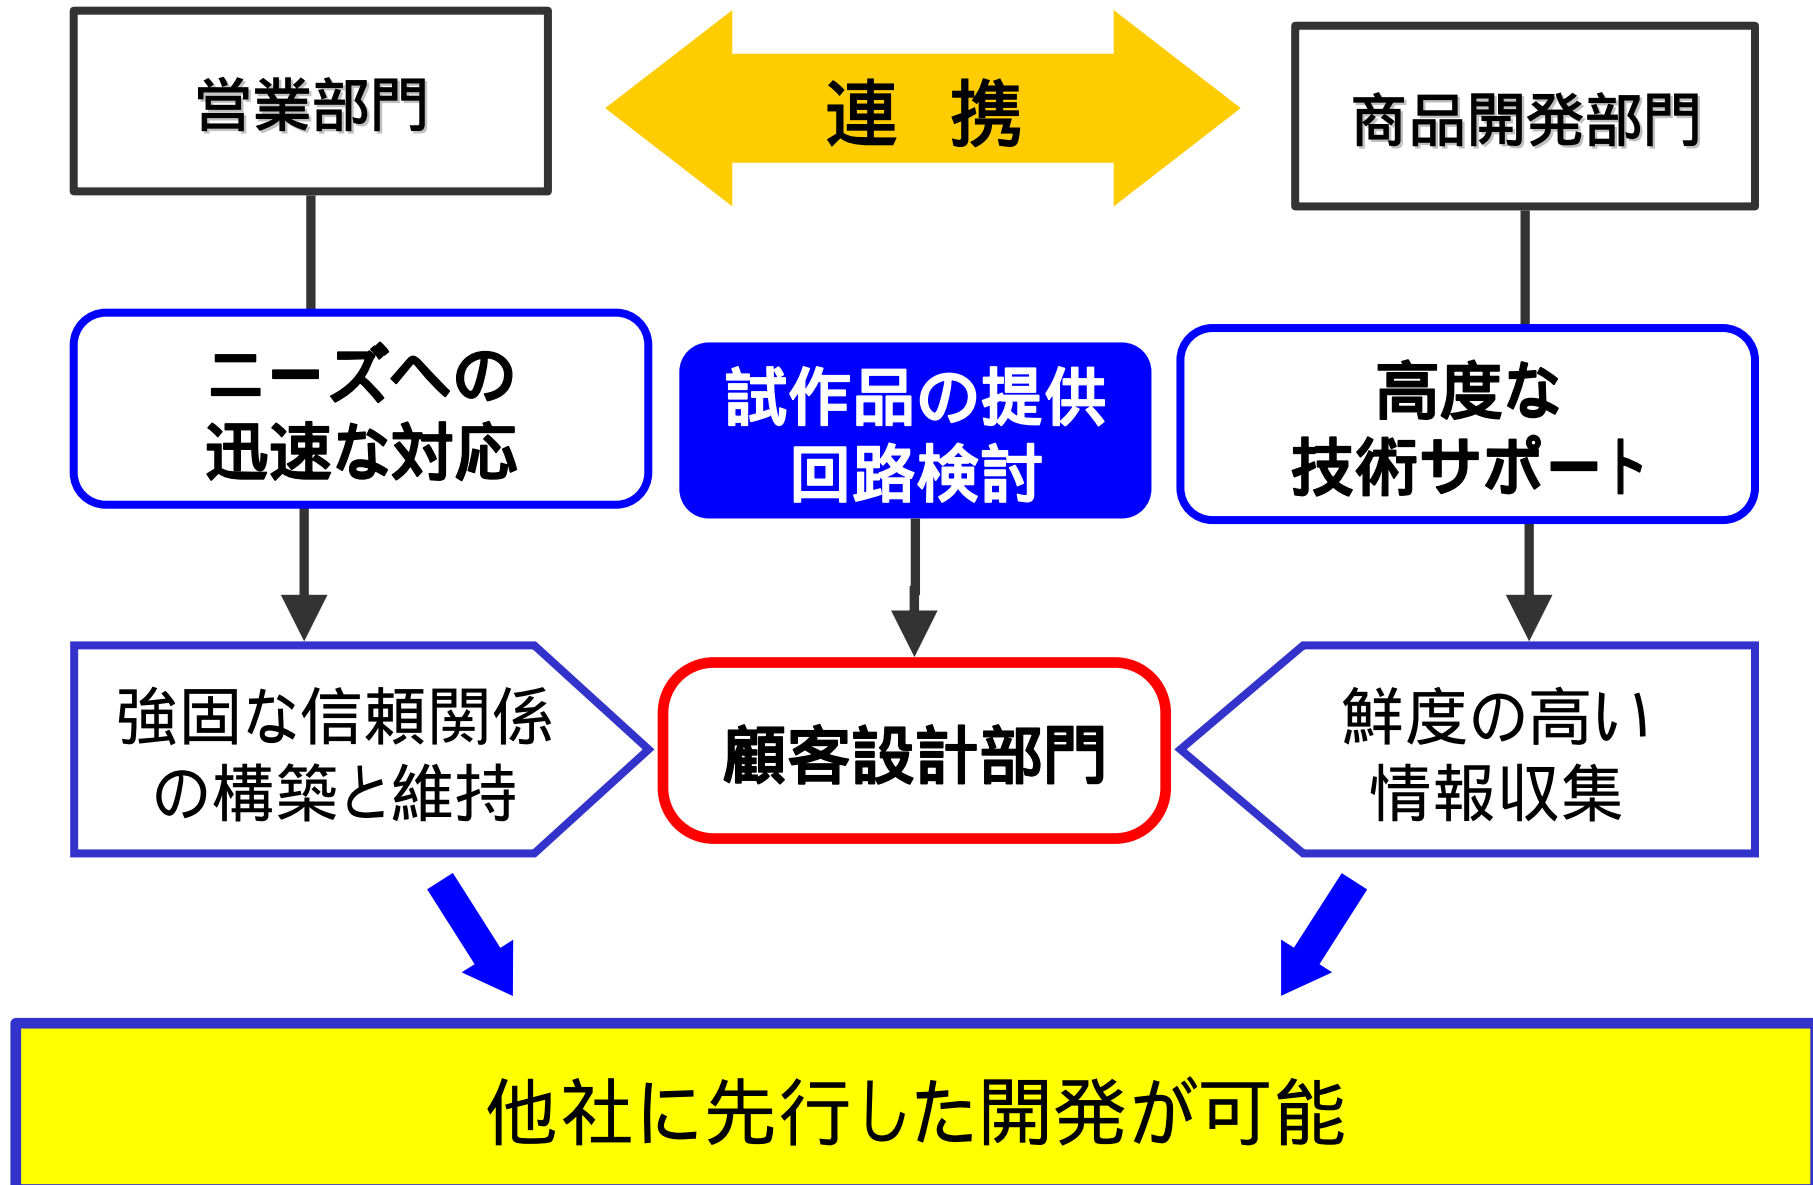 営業部門
連 携
商品開発部門
ニーズへの
迅速な対応
試作品の提供
回路検討
高度な
技術サポート
強固な信頼関係
の構築と維持
顧客設計部門
鮮度の高い
情報収集
他社に先行した開発が可能